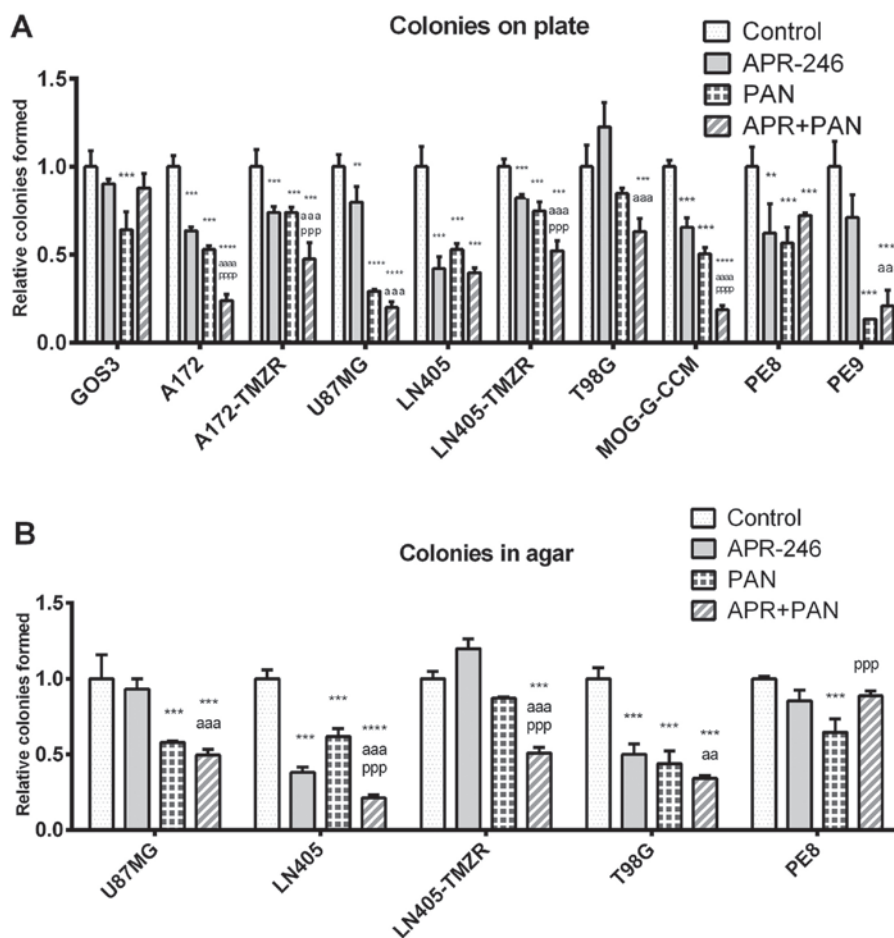 A
Colonies on plate
Control
APR-246
PAN
APR+PAN
Relative colonies formed
1.5
1.0
0.5
0.0
***
*** *** **** aaaa pppp
*** *** *** aaa ppp
** **** **** aaa
*** *** ***
*** *** *** aaa ppp
*** aaa
*** *** **** aaaa pppp
** *** ***
*** *** aa
GOS3
A172
A172-TMZR
U87MG
LN405
LN405-TMZR
T98G
MOG-G-CCM
PE8
PE9
B
Colonies in agar
Control
APR-246
PAN
APR+PAN
Relative colonies formed
1.5
1.0
0.5
0.0
*** *** aaa
*** *** **** aaa ppp
*** aaa ppp
*** *** *** aa
*** ppp
U87MG
LN405
LN405-TMZR
T98G
PE8